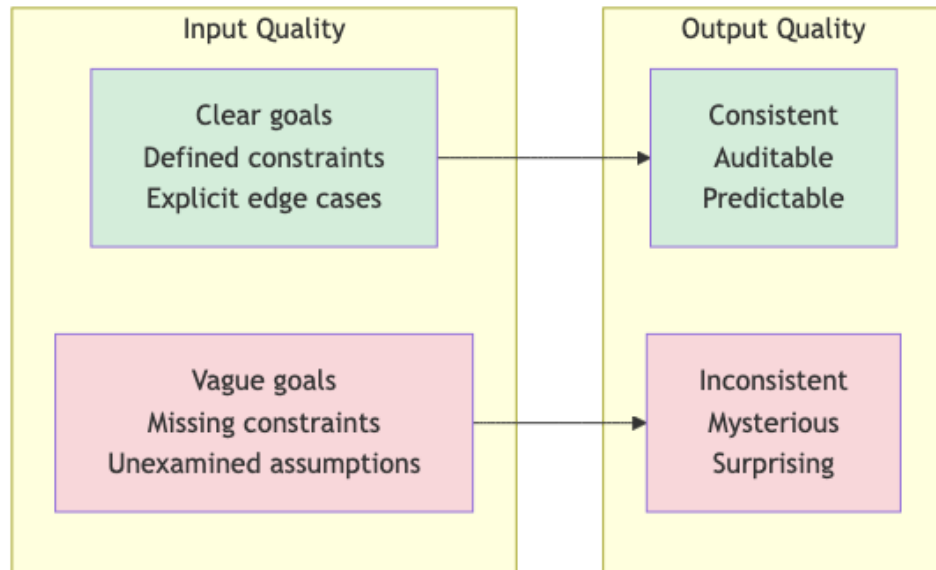 Input Quality
Clear goals
Defined constraints
Explicit edge cases
Vague goals
Missing constraints
Unexamined assumptions
Output Quality
Consistent
Auditable
Predictable
Inconsistent
Mysterious
Surprising